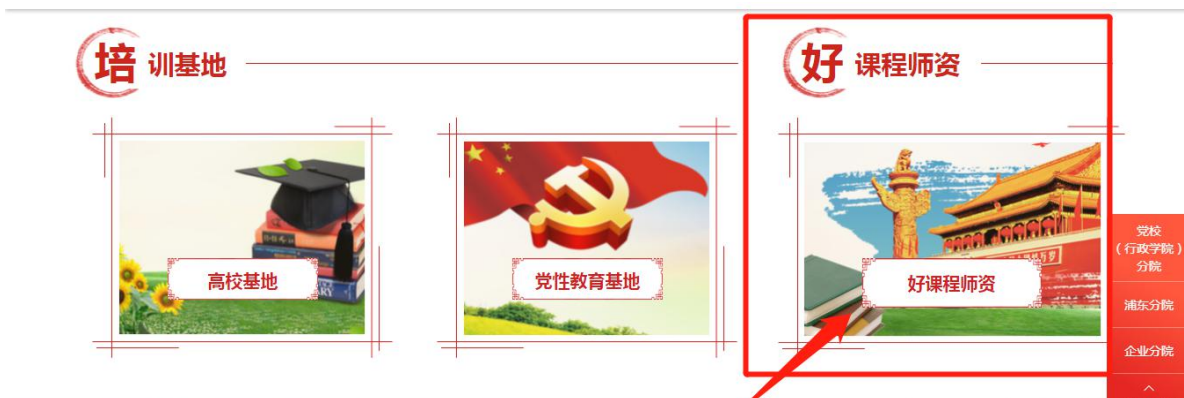 培训基地
好课程师资
高校基地
党性教育基地
好课程师资
党校
（行政学院）
分院
浦东分院
企业分院